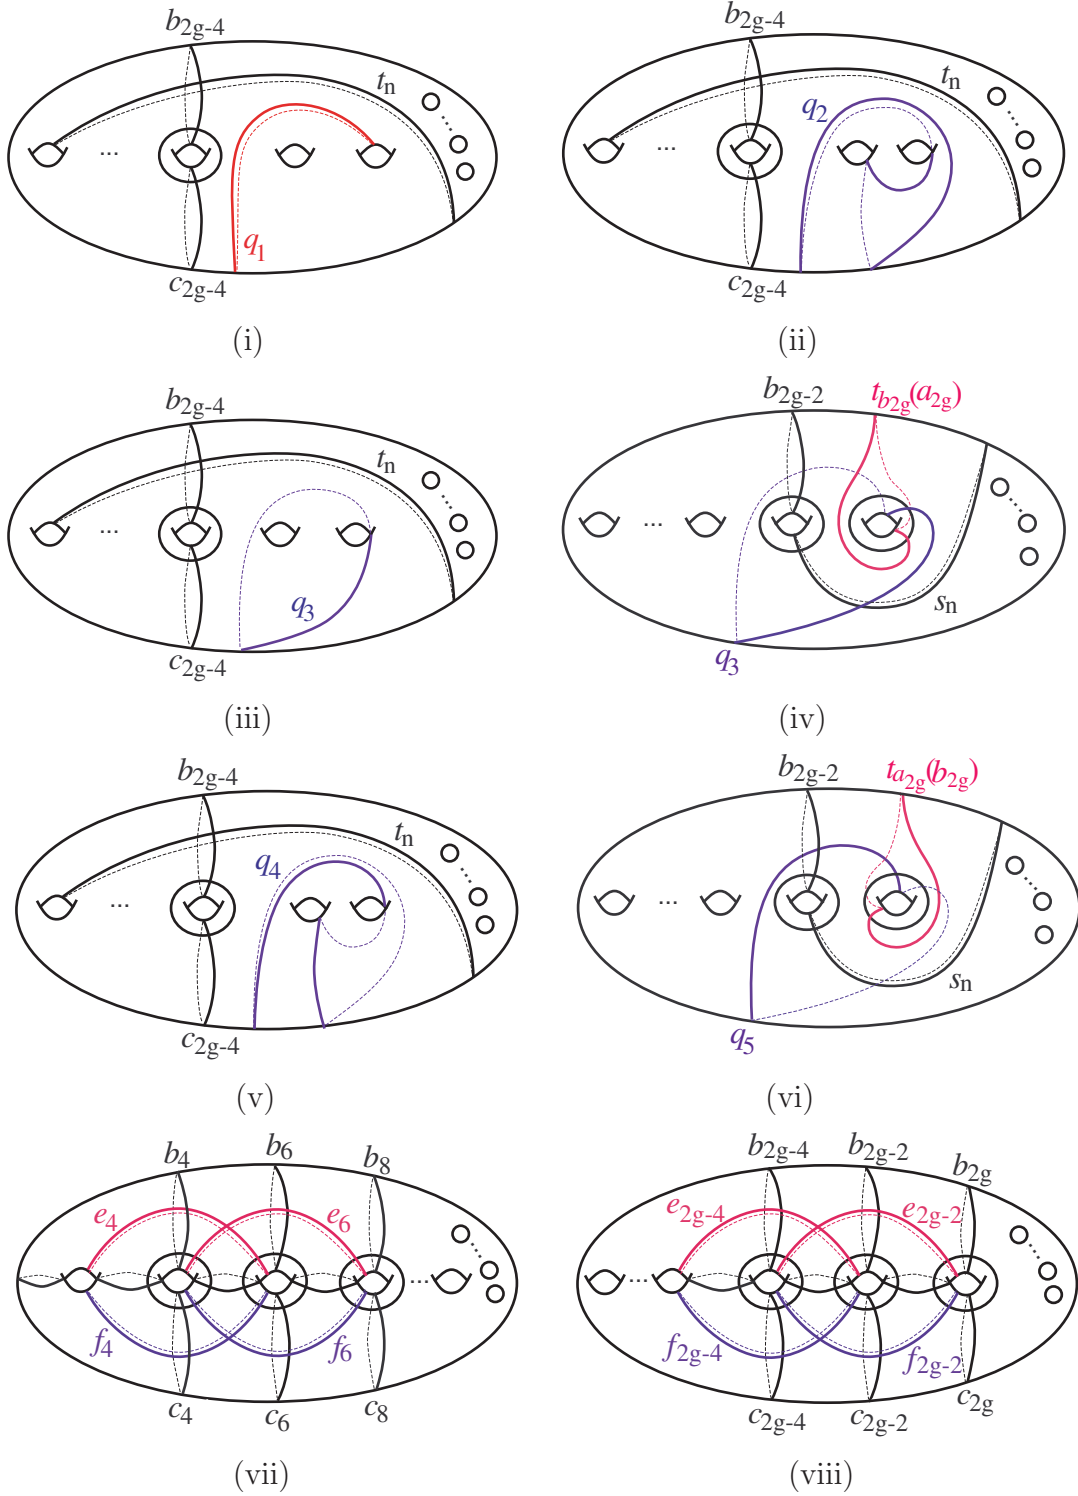 b2g-4
tn
...
q1
c2g-4
(i)
b2g-4
tn
q2
...
c2g-4
(ii)
b2g-4
tn
...
q3
c2g-4
(iii)
b2g-2
tb2g(a2g)
...
sn
q3
(iv)
b2g-4
tn
q4
...
c2g-4
(v)
b2g-2
ta2g(b2g)
...
sn
q5
(vi)
b4
b6
b8
e4
e6
...
f4
f6
c4
c6
c8
(vii)
b2g-4
b2g-2
b2g
e2g-4
e2g-2
...
f2g-4
f2g-2
c2g-4
c2g-2
c2g
(viii)